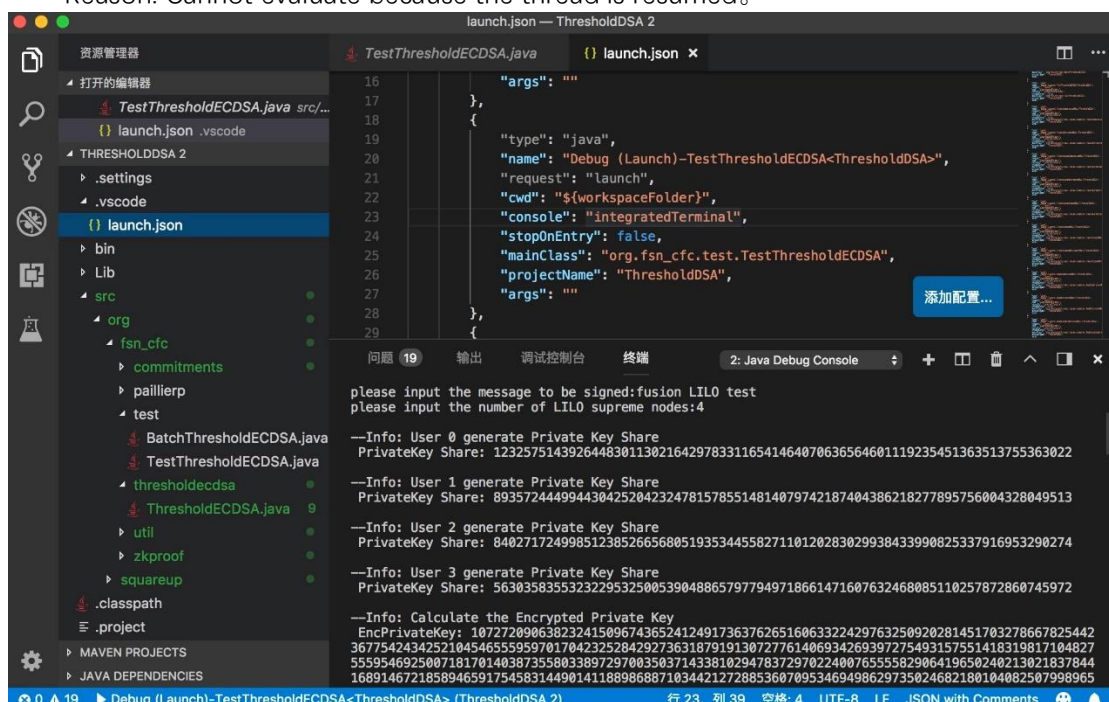 Reason: Cannot evaluate because the thread is resumed。
launch.json — ThresholdDSA 2
资源管理器
TestThresholdECDSA.java
{} launch.json ×
打开的编辑器
TestThresholdECDSA.java src/...
{} launch.json .vscode
THRESHOLDDSA 2
.settings
.vscode
{} launch.json
bin
Lib
src
org
fsn_cfc
commitments
paillierp
test
BatchThresholdECDSA.java
TestThresholdECDSA.java
thresholdecdsa
ThresholdECDSA.java 9
util
zkproof
squareup
.classpath
.project
MAVEN PROJECTS
JAVA DEPENDENCIES
16 "args": ""
17 },
18 {
19 "type": "java",
20 "name": "Debug (Launch)-TestThresholdECDSA<ThresholdDSA>",
21 "request": "launch",
22 "cwd": "${workspaceFolder}",
23 "console": "integratedTerminal",
24 "stopOnEntry": false,
25 "mainClass": "org.fsn_cfc.test.TestThresholdECDSA",
26 "projectName": "ThresholdDSA",
27 "args": ""
28 },
29 {
添加配置...
问题 19 输出 调试控制台 终端 2: Java Debug Console
please input the message to be signed:fusion LILO test
please input the number of LILO supreme nodes:4
--Info: User 0 generate Private Key Share
PrivateKey Share:
--Info: User 1 generate Private Key Share
PrivateKey Share:
--Info: User 2 generate Private Key Share
PrivateKey Share:
--Info: User 3 generate Private Key Share
PrivateKey Share:
--Info: Calculate the Encrypted Private Key
EncPrivateKey:
0 19 Debug (Launch)-TestThresholdECDSA<ThresholdDSA> (ThresholdDSA 2) 行 23, 列 39 空格: 4 UTF-8 LF JSON with Comments